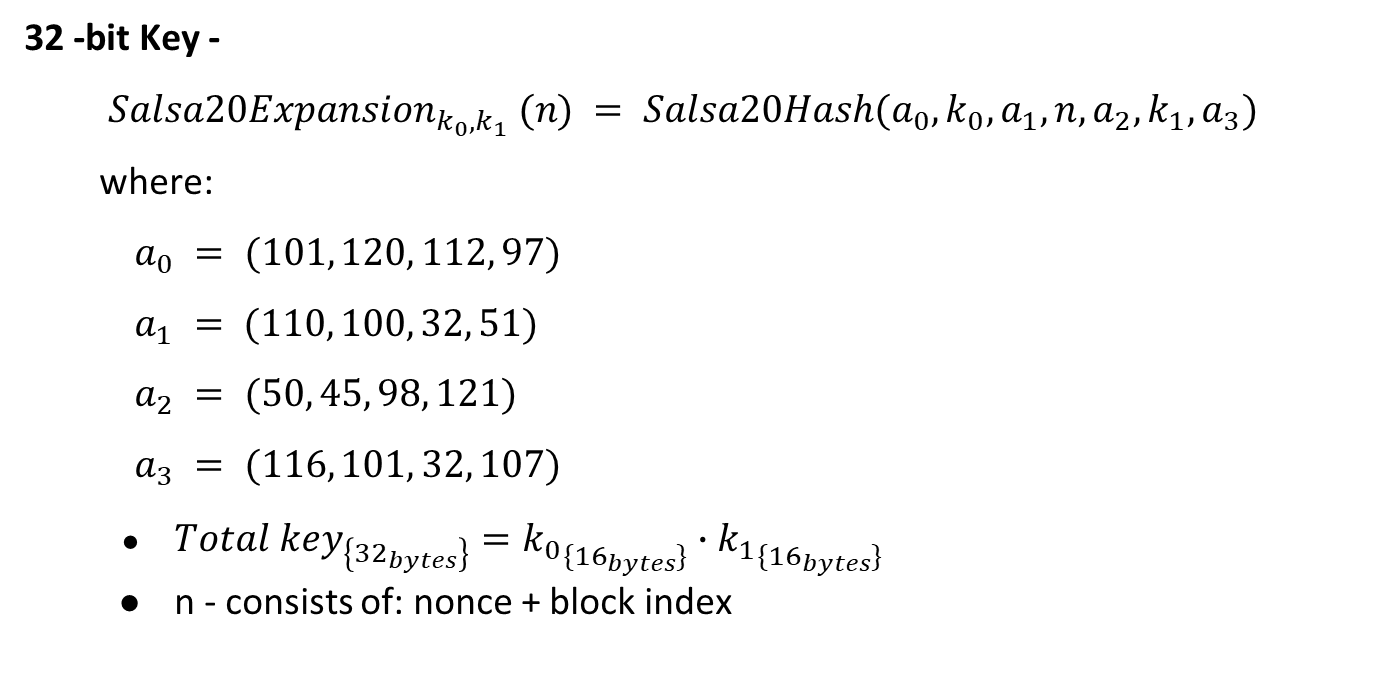 32 -bit Key -
Salsa20Expansion_{k_0,k_1} (n) = Salsa20Hash(a_0, k_0, a_1, n, a_2, k_1, a_3)
where:
a_0 = (101, 120, 112, 97)
a_1 = (110, 100, 32, 51)
a_2 = (50, 45, 98, 121)
a_3 = (116, 101, 32, 107)
● Total key_{{32_{bytes}}} = k_{0{16_{bytes}}} · k_{1{16_{bytes}}}
● n - consists of: nonce + block index